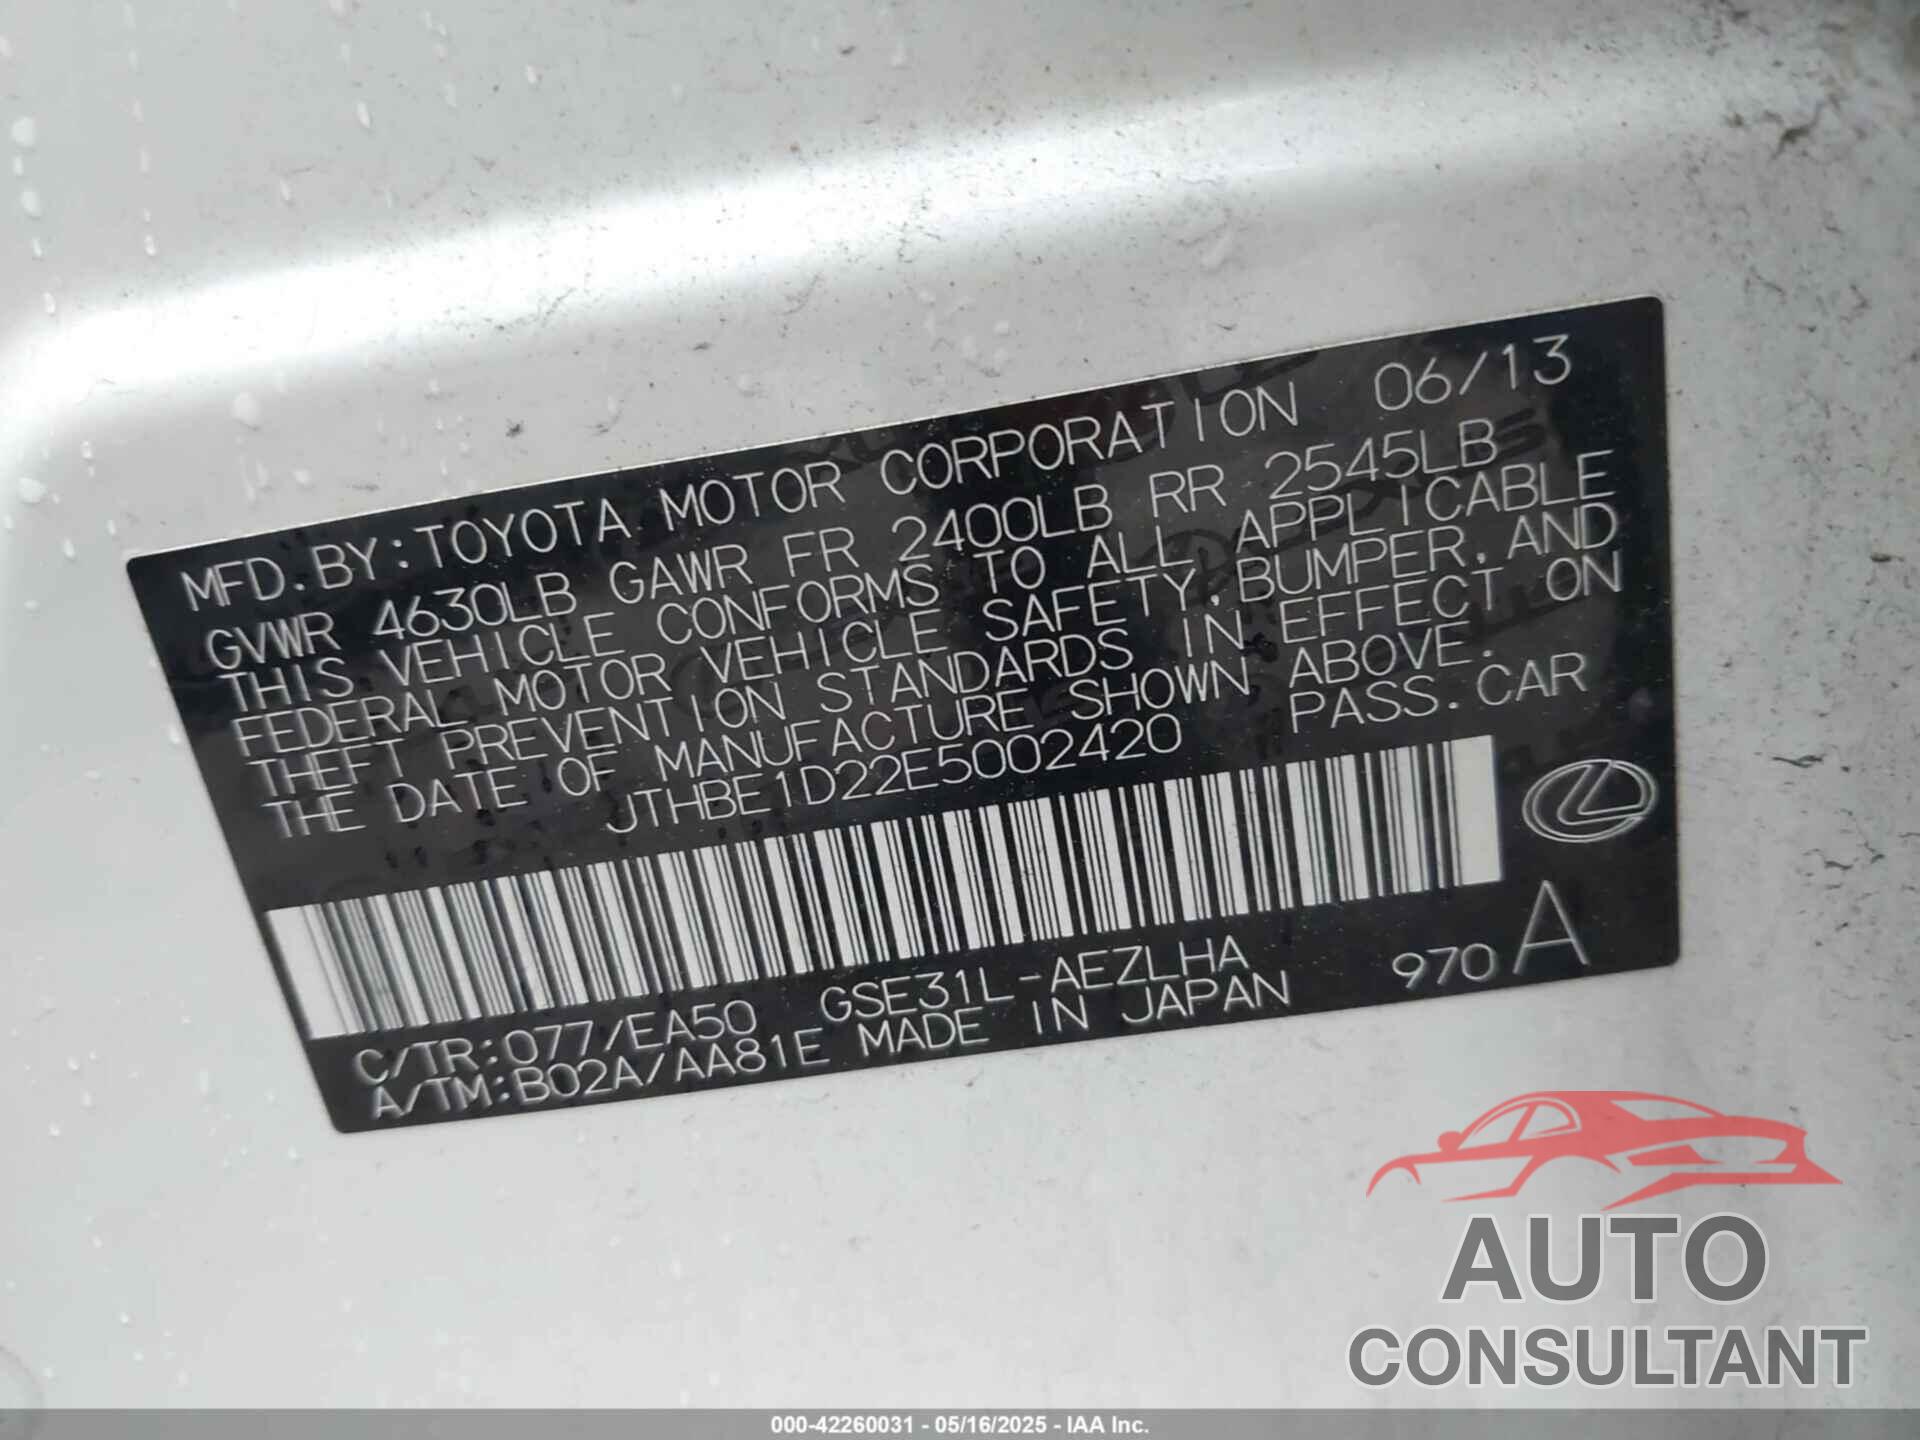 MFD. BY: TOYOTA MOTOR CORPORATION 06/13
GVWR 4630LB GAWR FR 2400LB RR 2545LB
THIS VEHICLE CONFORMS TO ALL APPLICABLE
FEDERAL MOTOR VEHICLE SAFETY, BUMPER, AND
THEFT PREVENTION STANDARDS IN EFFECT ON
THE DATE OF MANUFACTURE SHOWN ABOVE.
JTHBE1D22E5002420 PASS. CAR
C/TR: 077/EA50 GSE31L-AEZLHA
A/TM: B02A/AA81E MADE IN JAPAN 970 A
AUTO
CONSULTANT
000-42260031 - 05/16/2025 - IAA Inc.